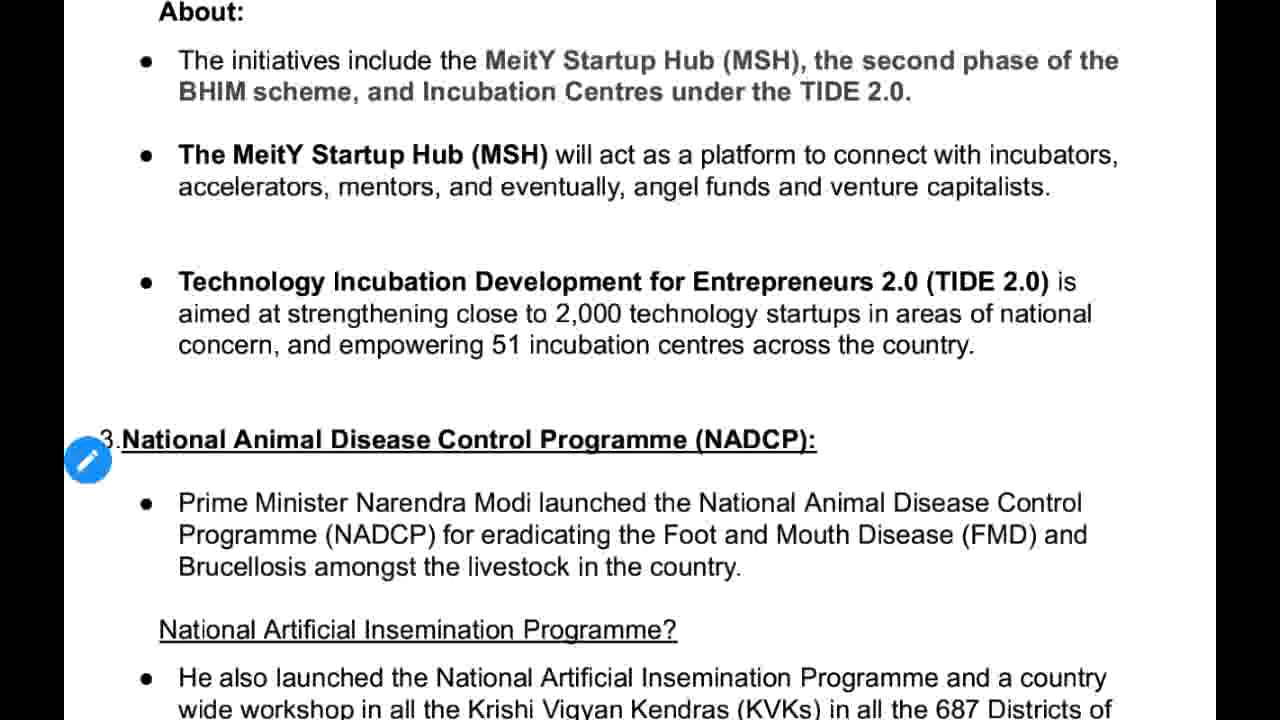 About:
● The initiatives include the MeitY Startup Hub (MSH), the second phase of the
BHIM scheme, and Incubation Centres under the TIDE 2.0.
● The MeitY Startup Hub (MSH) will act as a platform to connect with incubators,
accelerators, mentors, and eventually, angel funds and venture capitalists.
● Technology Incubation Development for Entrepreneurs 2.0 (TIDE 2.0) is
aimed at strengthening close to 2,000 technology startups in areas of national
concern, and empowering 51 incubation centres across the country.
3.National Animal Disease Control Programme (NADCP):
● Prime Minister Narendra Modi launched the National Animal Disease Control
Programme (NADCP) for eradicating the Foot and Mouth Disease (FMD) and
Brucellosis amongst the livestock in the country.
National Artificial Insemination Programme?
● He also launched the National Artificial Insemination Programme and a country
wide workshop in all the Krishi Vigyan Kendras (KVKs) in all the 687 Districts of